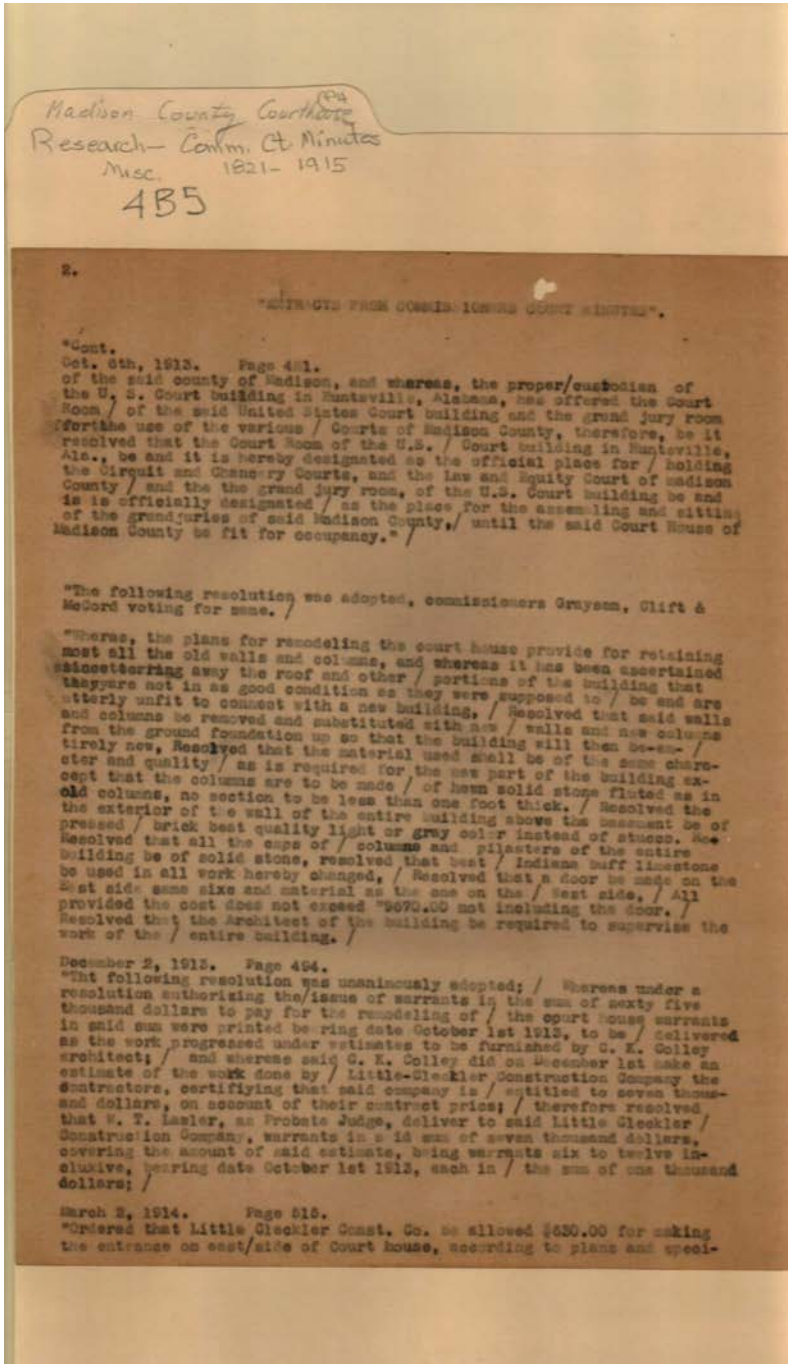 Madison County Courthouse
Research- Comm. Ct. Minutes
Misc. 1821-1915
4B5
2.
"EXTRACTS FROM COMMISSIONERS COURT MINUTES".
"Cont.
Oct. 6th, 1913. Page 481.
of the said county of Madison, and whereas, the proper/custodian of
the U. S. Court building in Huntsville, Alabama, has offered the Court
Room / of the said United States Court building and the grand jury room
forthe use of the various / Courts of Madison County, therefore, be it
resolved that the Court Room of the U.S. / Court building in Huntsville,
Ala., be and it is hereby designated as the official place for / holding
the Circuit and Chancery Courts, and the Law and Equity Court of madison
County / and the the grand jury room, of the U.S. Court building be and
is is officially designated / as the place for the assembling and sitting
of the grandjuries of said Madison County,/ until the said Court House of
Madison County be fit for occupancy." /
"The following resolution was adopted, commissioners Grayson, Clift &
McCord voting for same. /
"Wheras, the plans for remodeling the court house provide for retaining
most all the old walls and columns, and whereas it has been ascertained
sincetearring away the roof and other / portions of the building that
theyyare not in as good condition as they were supposed to / be and are
utterly unfit to connect with a new building, / Resolved that said walls
and columns be removed and substituted with new / walls and new columns
from the ground foundation up so that the building will then be-en- /
tirely new, Resolved that the material used shall be of the same chara-
cter and quality / as is required for the new part of the building ex-
cept that the columns are to be made / of hewn solid stone fluted as in
old columns, no section to be less than one foot thick. / Resolved the
the exterior of the wall of the entire building above the basement be of
pressed / brick best quality light or gray color instead of stucco.
Resolved that all the caps of / columns and pilasters of the entire
building be of solid stone, resolved that best / Indiana buff limestone
be used in all work hereby changed, / Resolved that a door be made on the
East side same size and material as the one on the / West side, / All
provided the cost does not exceed "9670.00 not including the door. /
Resolved that the Architect of the building be required to supervise the
work of the / entire building. /
December 2, 1913. Page 494.
"Tht following resolution was unanimously adopted; / Whereas under a
resolution authorizing the/issue of warrants in the sum of sexty five
thousand dollars to pay for the remodeling of / the court house warrants
in said sum were printed be ring date October 1st 1913, to be / delivered
as the work progressed under estimates to be furnished by C. K. Colley
architect; / and whereas said C. K. Colley did on December 1st make an
estimate of the work done by / Little-Cleckler Construction Company the
contractors, certifiying that said company is / entitled to seven thous-
and dollars, on account of their contract price; / therefore resolved
that W. T. Lawler, as Probate Judge, deliver to said Little Cleckler /
Construction Company, warrants in s id sum of seven thousand dollars,
covering the amount of said estimate, being warrants six to twelve in-
cluxive, bearing date October 1st 1913, each in / the sum of one thousand
dollars; /
March 2, 1914. Page 515.
"Ordered that Little Cleckler Const. Co. be allowed $630.00 for making
the entrance on east/side of Court house, according to plans and speci-